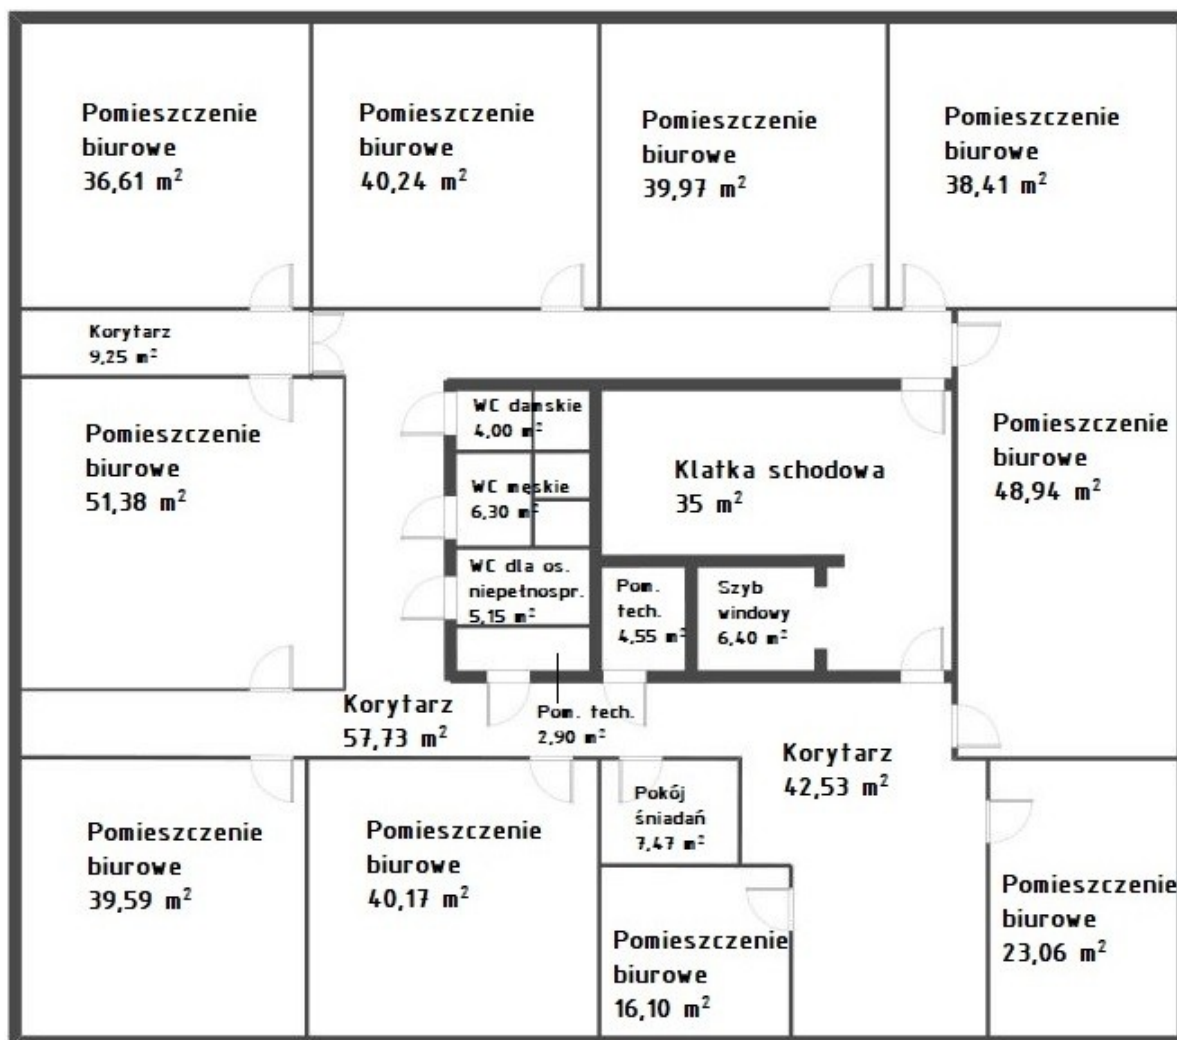 Pomieszczenie
biurowe
36,61 m²
Pomieszczenie
biurowe
40,24 m²
Pomieszczenie
biurowe
39,97 m²
Pomieszczenie
biurowe
38,41 m²
Korytarz
9,25 m²
Pomieszczenie
biurowe
51,38 m²
WC damskie
4,00 m²
WC męskie
6,30 m²
WC dla os.
niepełnospr.
5,15 m²
Klatka schodowa
35 m²
Pom.
tech.
4,55 m²
Szyb
windowy
6,40 m²
Pomieszczenie
biurowe
48,94 m²
Korytarz
57,73 m²
Pom. tech.
2,90 m²
Korytarz
42,53 m²
Pomieszczenie
biurowe
39,59 m²
Pomieszczenie
biurowe
40,17 m²
Pokój
śniadań
7,47 m²
Pomieszczenie
biurowe
16,10 m²
Pomieszczenie
biurowe
23,06 m²